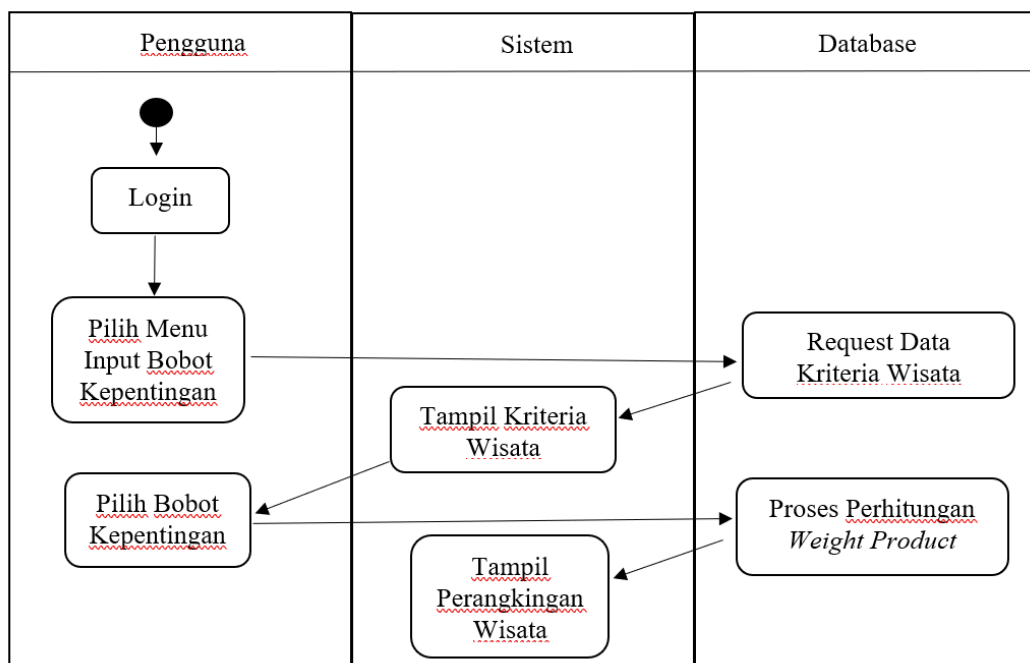 Pengguna
Sistem
Database
Login
Pilih Menu
Input Bobot
Kepentingan
Request Data
Kriteria Wisata
Tampil Kriteria
Wisata
Pilih Bobot
Kepentingan
Proses Perhitungan
Weight Product
Tampil
Perangkingan
Wisata